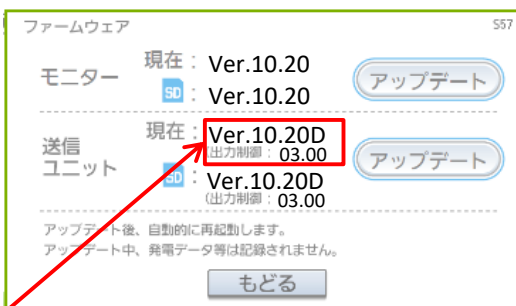 ファームウェア S57
モニター 現在： Ver.10.20 アップデート
SD： Ver.10.20
送信ユニット 現在： Ver.10.20D アップデート
(出力制御： 03.00
SD： Ver.10.20D
(出力制御： 03.00
アップデート後、自動的に再起動します。
アップデート中、発電データ等は記録されません。
もどる